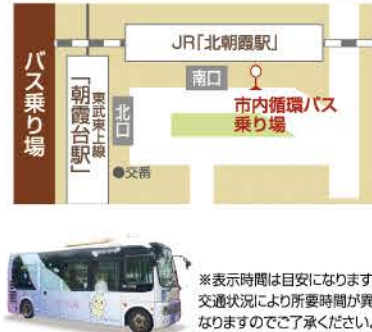 バス乗り場
JR「北朝霞駅」
南口
市内循環バス
乗り場
東武東上線
「朝霞台駅」
北口
●交番
※表示時間は目安になります
交通状況により所要時間が異
なりますのでご了承ください。